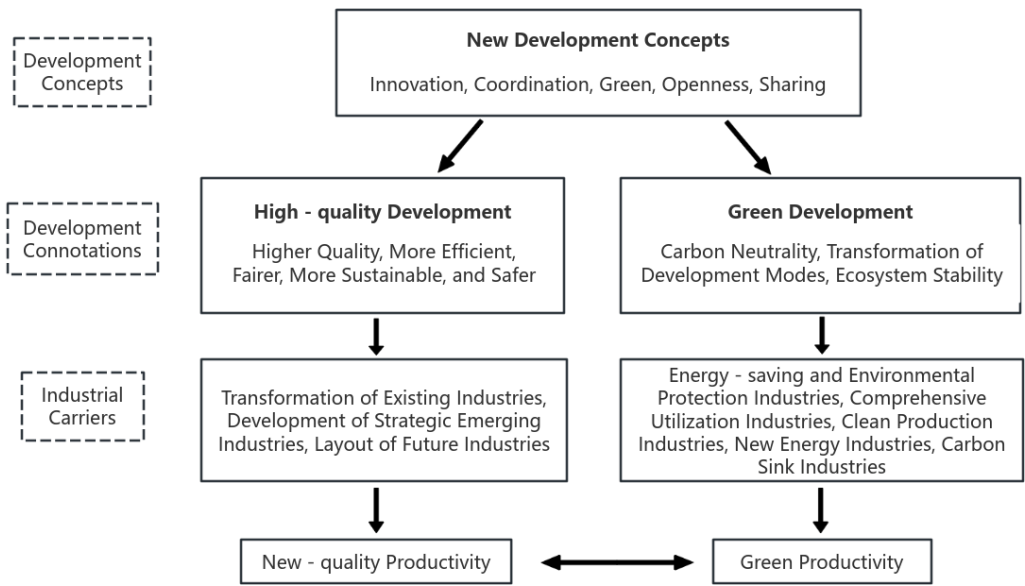 Development
Concepts
New Development Concepts
Innovation, Coordination, Green, Openness, Sharing
Development
Connotations
High - quality Development
Higher Quality, More Efficient,
Fairer, More Sustainable, and Safer
Green Development
Carbon Neutrality, Transformation of
Development Modes, Ecosystem Stability
Industrial
Carriers
Transformation of Existing Industries,
Development of Strategic Emerging
Industries, Layout of Future Industries
Energy - saving and Environmental
Protection Industries, Comprehensive
Utilization Industries, Clean Production
Industries, New Energy Industries, Carbon
Sink Industries
New - quality Productivity
Green Productivity